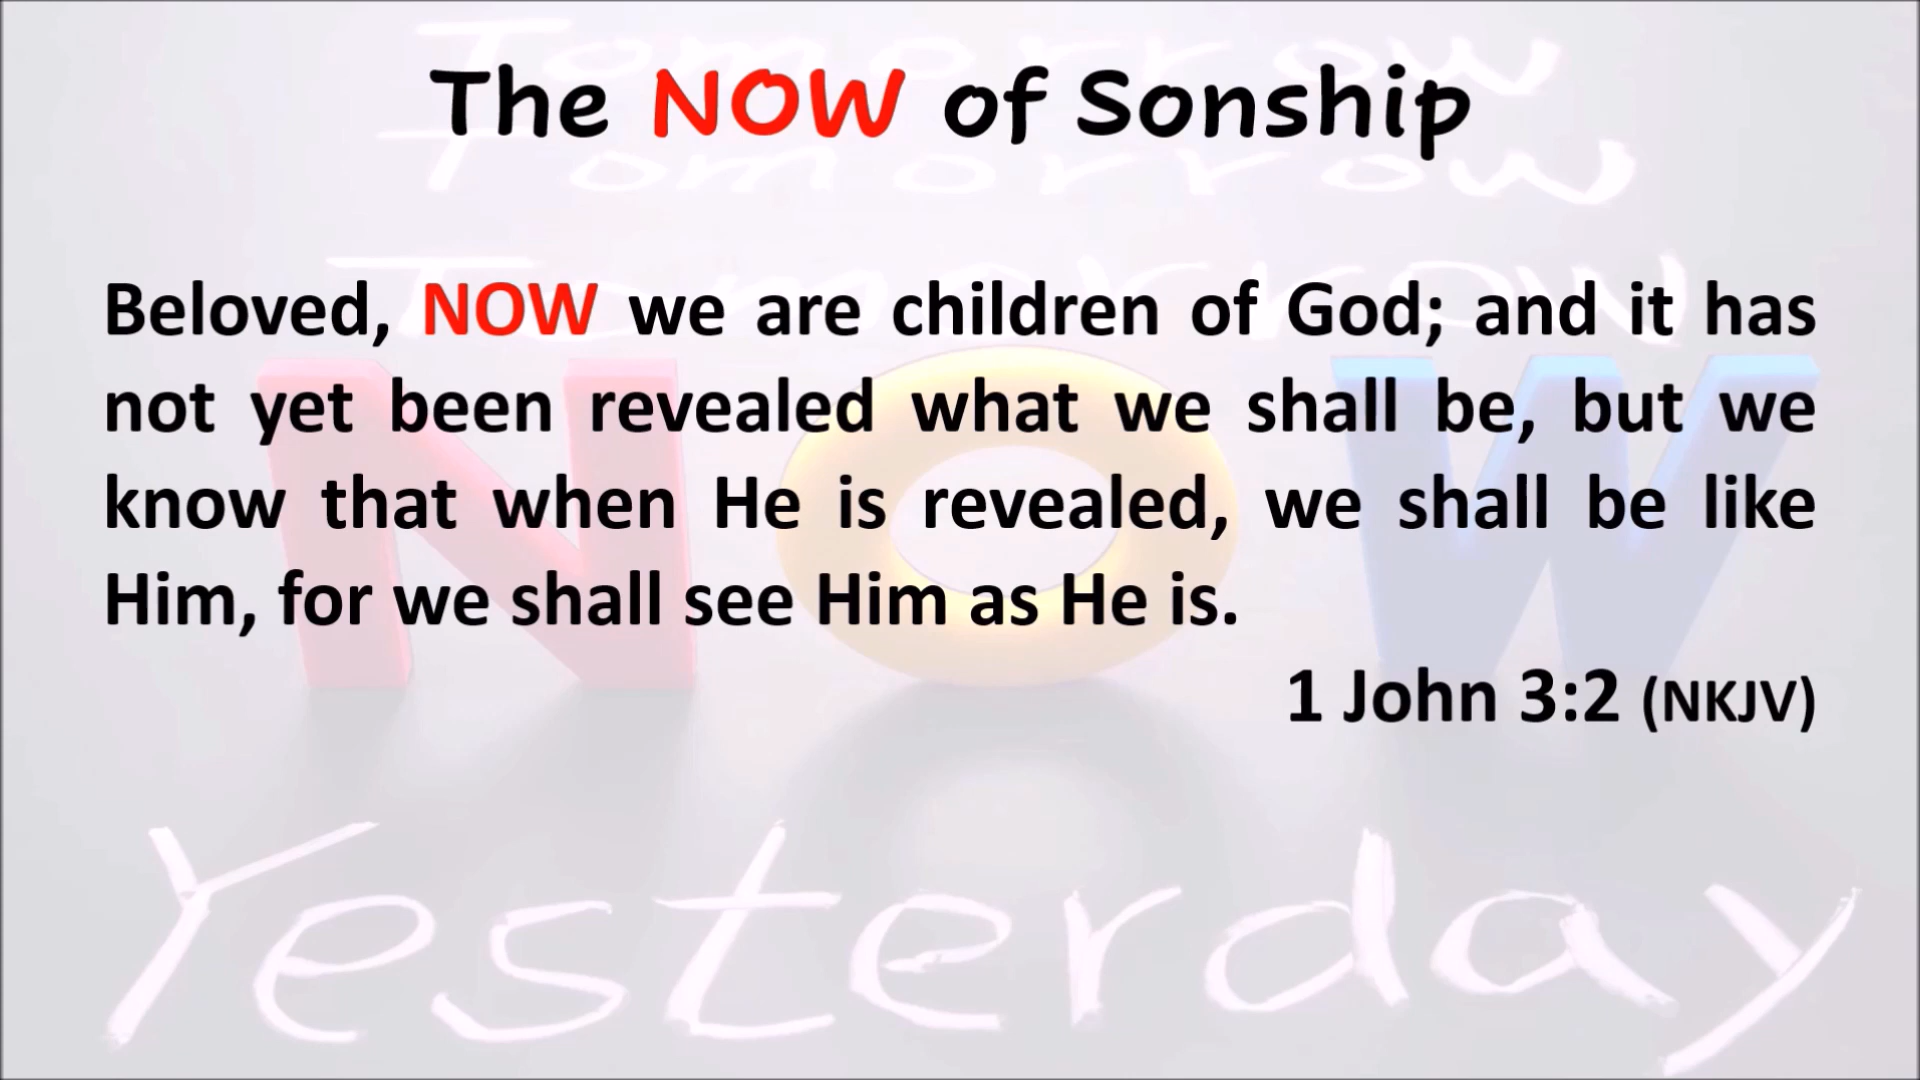 Tomorrow
The NOW of Sonship
Tomorrow
Tomorrow
Beloved, NOW we are children of God; and it has
not yet been revealed what we shall be, but we
know that when He is revealed, we shall be like
Him, for we shall see Him as He is.
NOW
1 John 3:2 (NKJV)
Yesterday